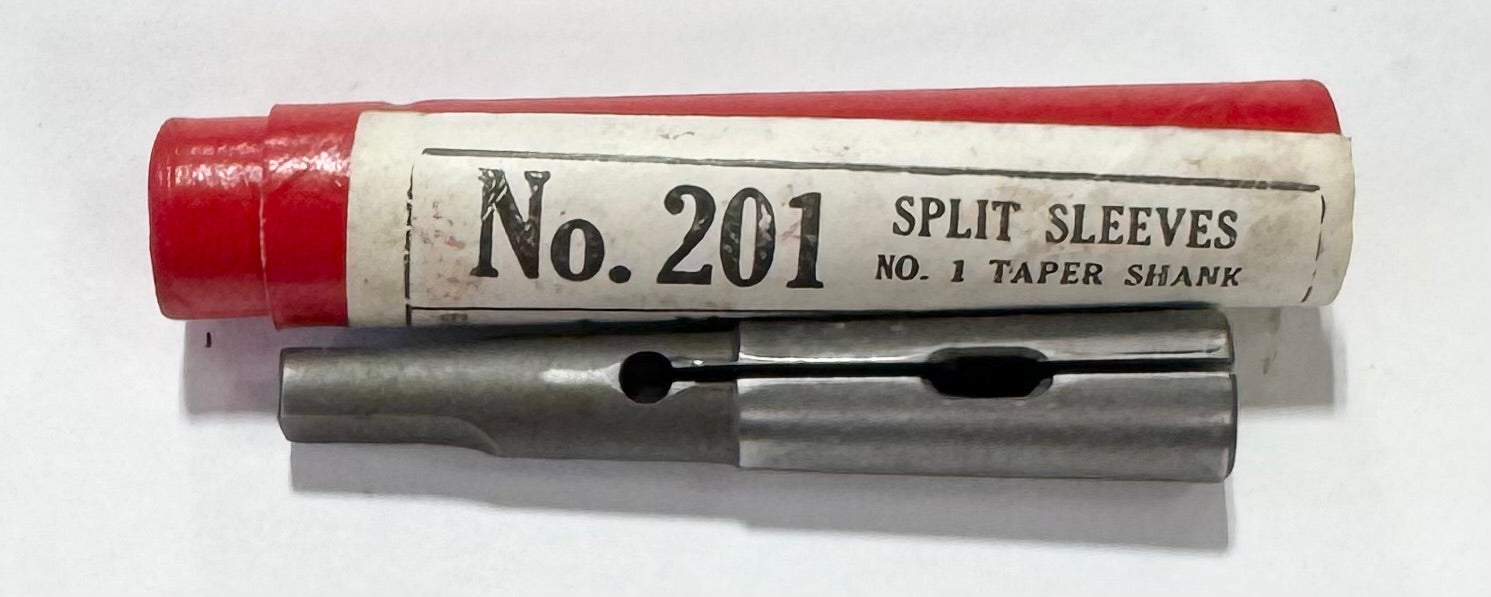 No. 201
SPLIT SLEEVES
NO. 1 TAPER SHANK